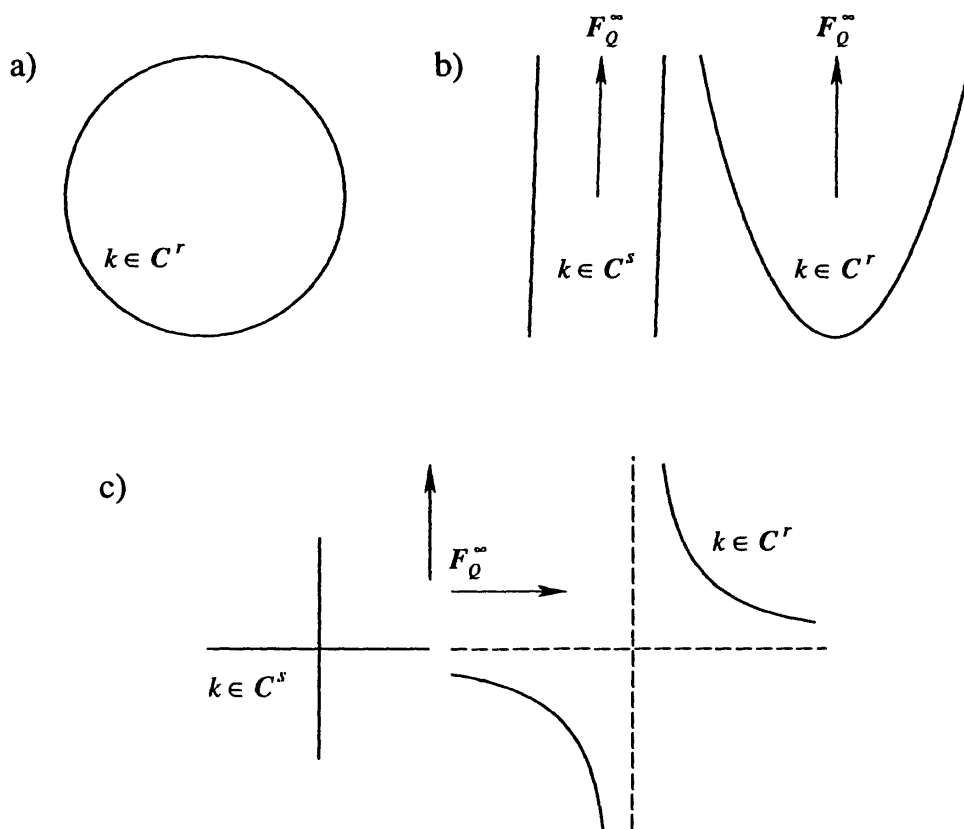 a)
k ∈ C^r
b)
F_Q^∞
k ∈ C^s
F_Q^∞
k ∈ C^r
c)
F_Q^∞
k ∈ C^s
k ∈ C^r